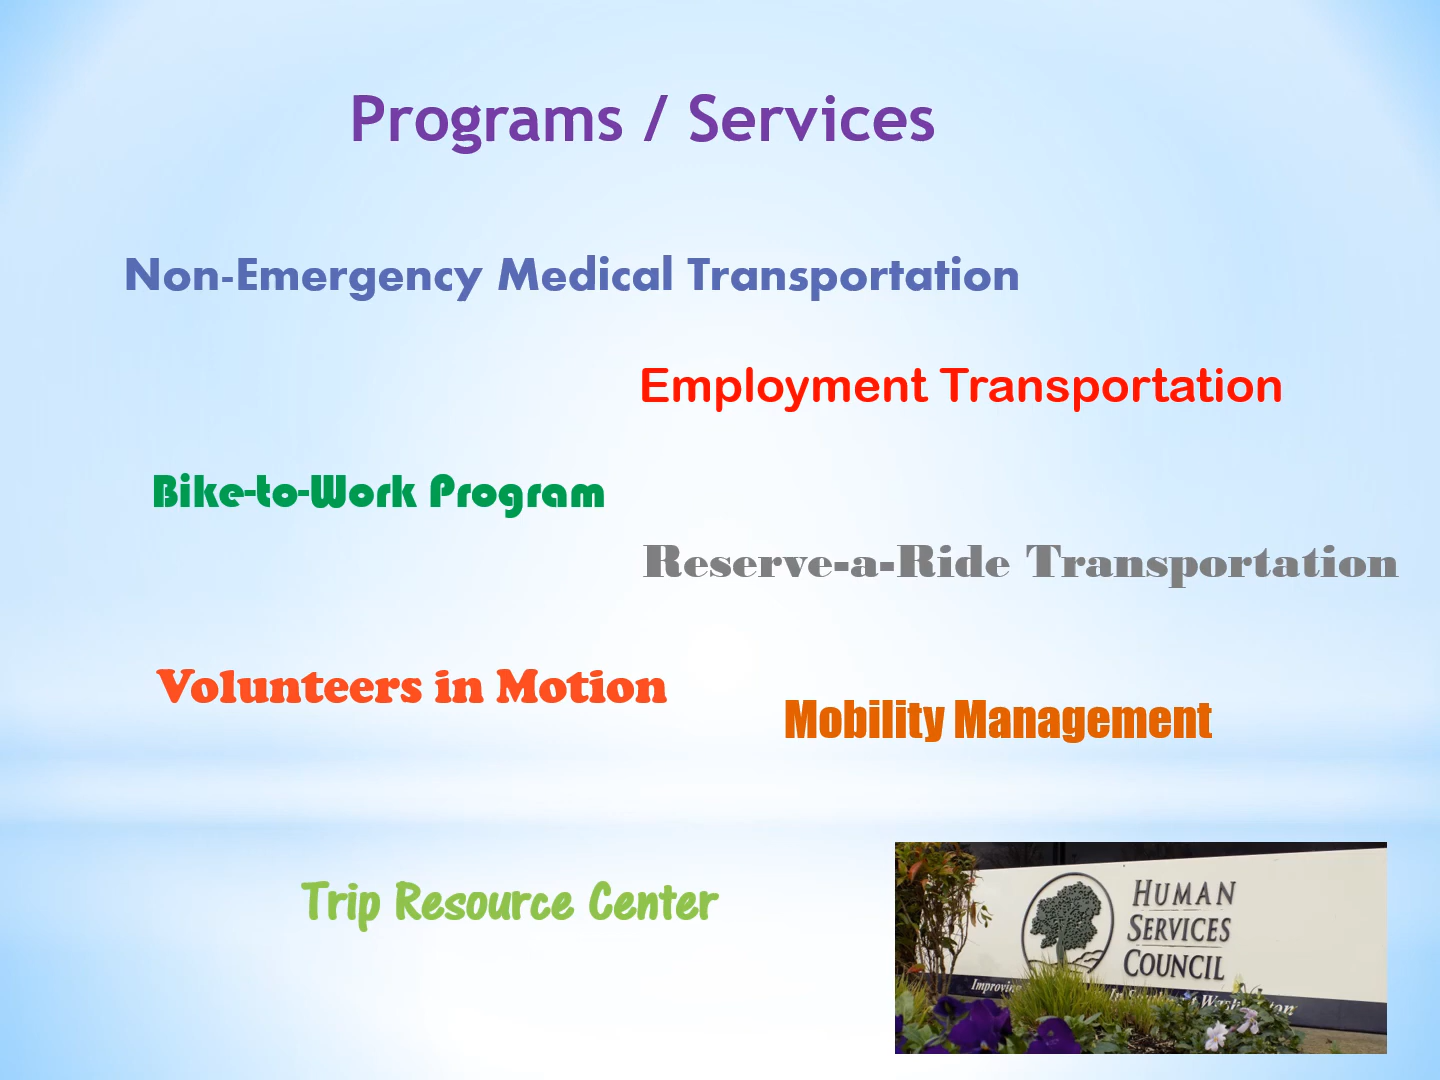 Programs / Services
Non-Emergency Medical Transportation
Employment Transportation
Bike-to-Work Program
Reserve-a-Ride Transportation
Volunteers in Motion
Mobility Management
Trip Resource Center
HUMAN
SERVICES
COUNCIL